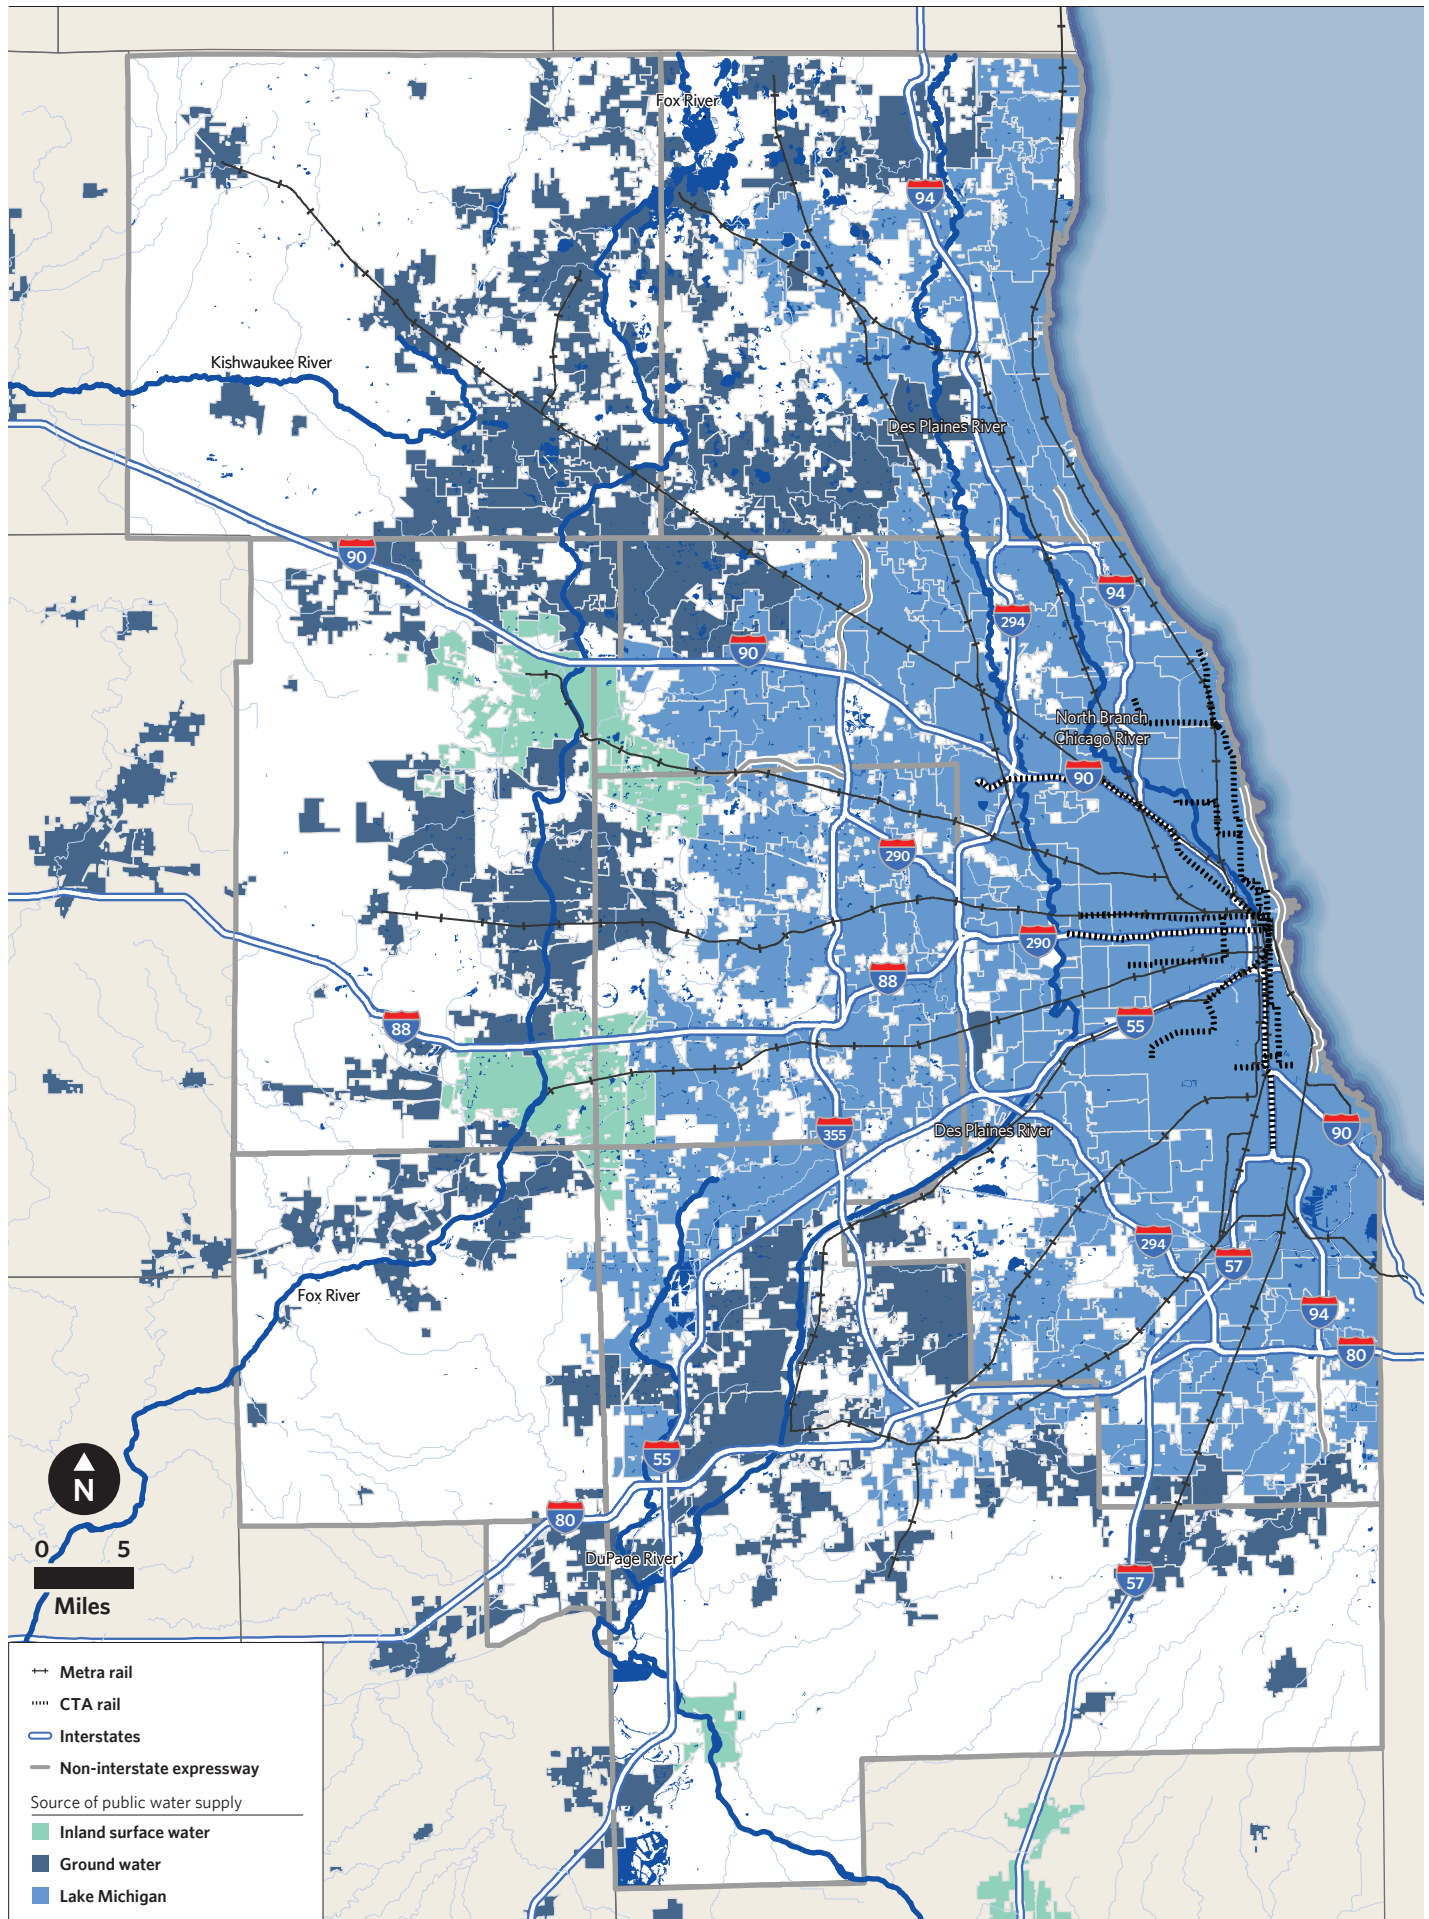 Fox River
94
Kishwaukee River
Des Plaines River
90
94
294
90
North Branch
Chicago River
90
290
290
88
88
55
355
Des Plaines River
90
294
57
Fox River
94
80
55
N
80
0 5
Miles
DuPage River
57
Metra rail
CTA rail
Interstates
Non-interstate expressway
Source of public water supply
Inland surface water
Ground water
Lake Michigan